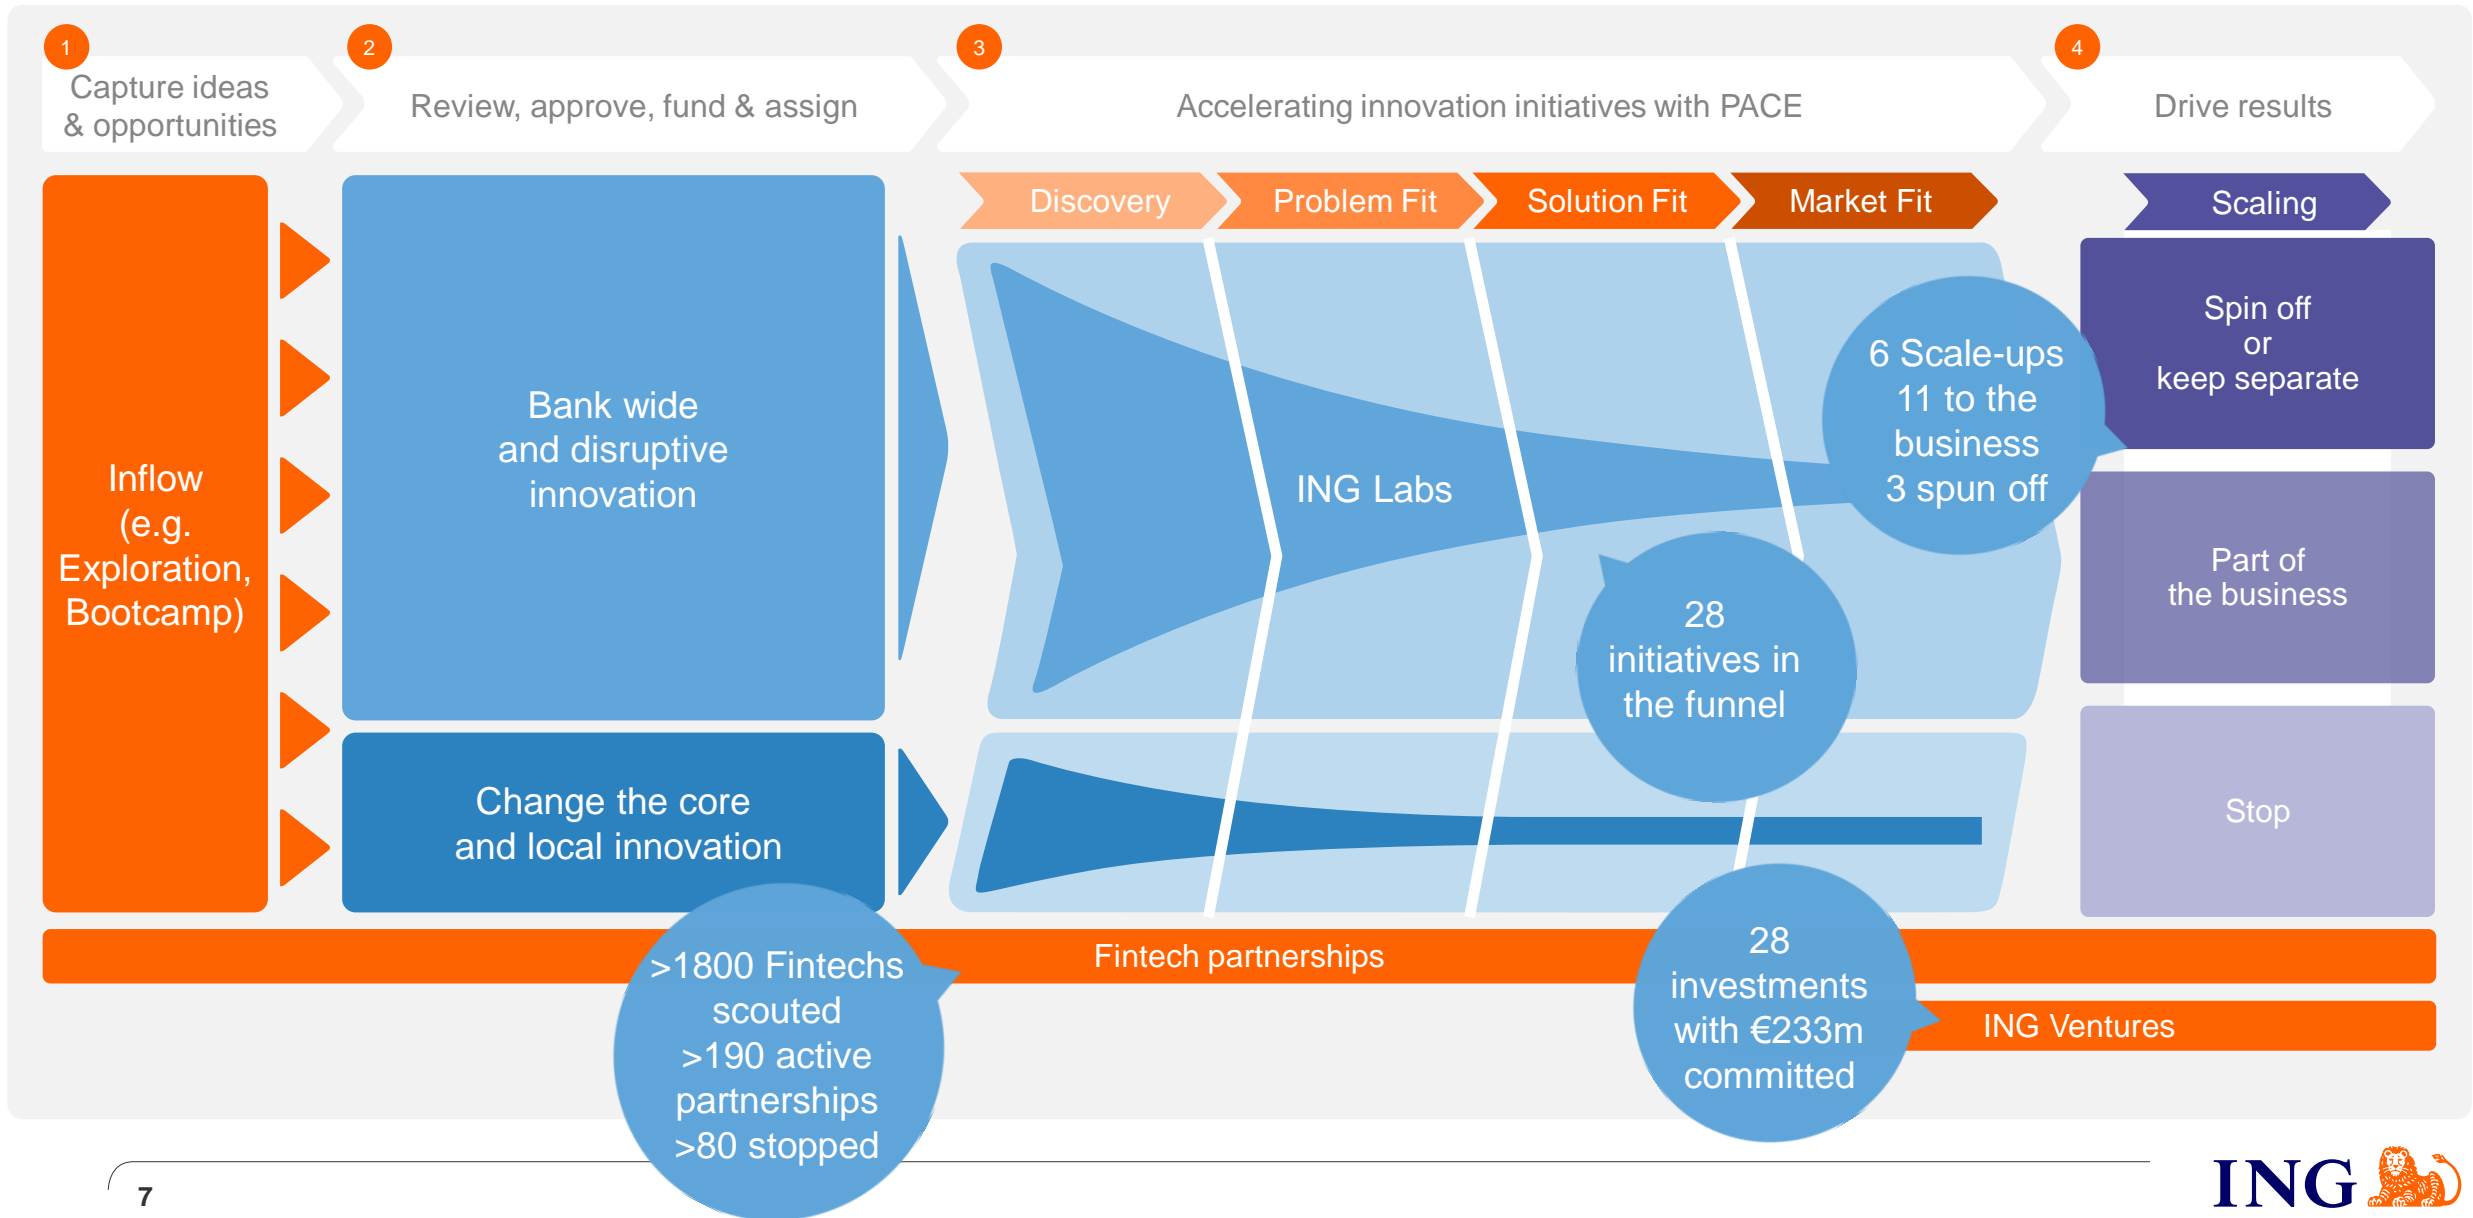 1
Capture ideas
& opportunities
2
Review, approve, fund & assign
3
Accelerating innovation initiatives with PACE
4
Drive results
Inflow
(e.g.
Exploration,
Bootcamp)
Bank wide
and disruptive
innovation
Change the core
and local innovation
Discovery
Problem Fit
Solution Fit
Market Fit
Scaling
ING Labs
6 Scale-ups
11 to the
business
3 spun off
28
initiatives in
the funnel
Spin off
or
keep separate
Part of
the business
Stop
Fintech partnerships
>1800 Fintechs
scouted
>190 active
partnerships
>80 stopped
28
investments
with €233m
committed
ING Ventures
7
ING